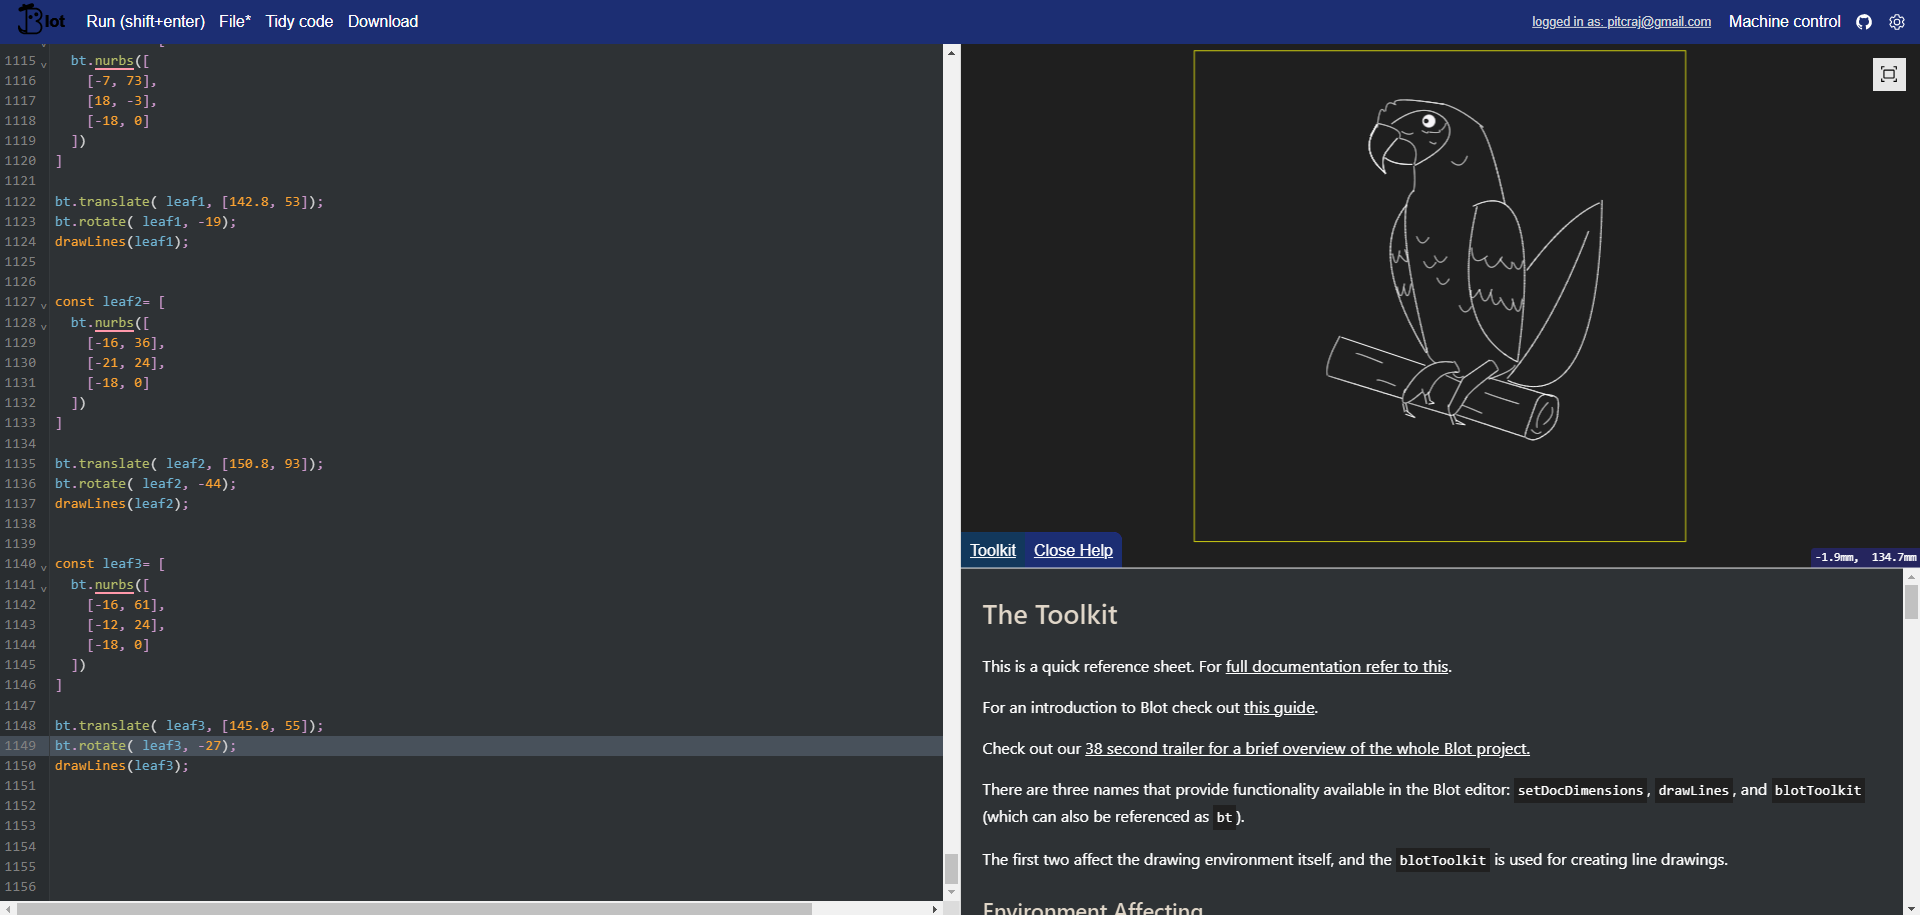 Blot
Run (shift+enter) File* Tidy code Download
logged in as: pitcraj@gmail.com Machine control
[
1115 bt.nurbs([
1116 [-7, 73],
1117 [18, -3],
1118 [-18, 0]
1119 ])
1120 ]
1121
1122 bt.translate( leaf1, [142.8, 53]);
1123 bt.rotate( leaf1, -19);
1124 drawLines(leaf1);
1125
1126
1127 const leaf2= [
1128 bt.nurbs([
1129 [-16, 36],
1130 [-21, 24],
1131 [-18, 0]
1132 ])
1133 ]
1134
1135 bt.translate( leaf2, [150.8, 93]);
1136 bt.rotate( leaf2, -44);
1137 drawLines(leaf2);
1138
1139
1140 const leaf3= [
1141 bt.nurbs([
1142 [-16, 61],
1143 [-12, 24],
1144 [-18, 0]
1145 ])
1146 ]
1147
1148 bt.translate( leaf3, [145.0, 55]);
1149 bt.rotate( leaf3, -27);
1150 drawLines(leaf3);
1151
1152
1153
1154
1155
1156
Toolkit Close Help
-1.9mm, 134.7mm
The Toolkit
This is a quick reference sheet. For full documentation refer to this.
For an introduction to Blot check out this guide.
Check out our 38 second trailer for a brief overview of the whole Blot project.
There are three names that provide functionality available in the Blot editor: setDocDimensions, drawLines, and blotToolkit
(which can also be referenced as bt).
The first two affect the drawing environment itself, and the blotToolkit is used for creating line drawings.
Environment Affecting